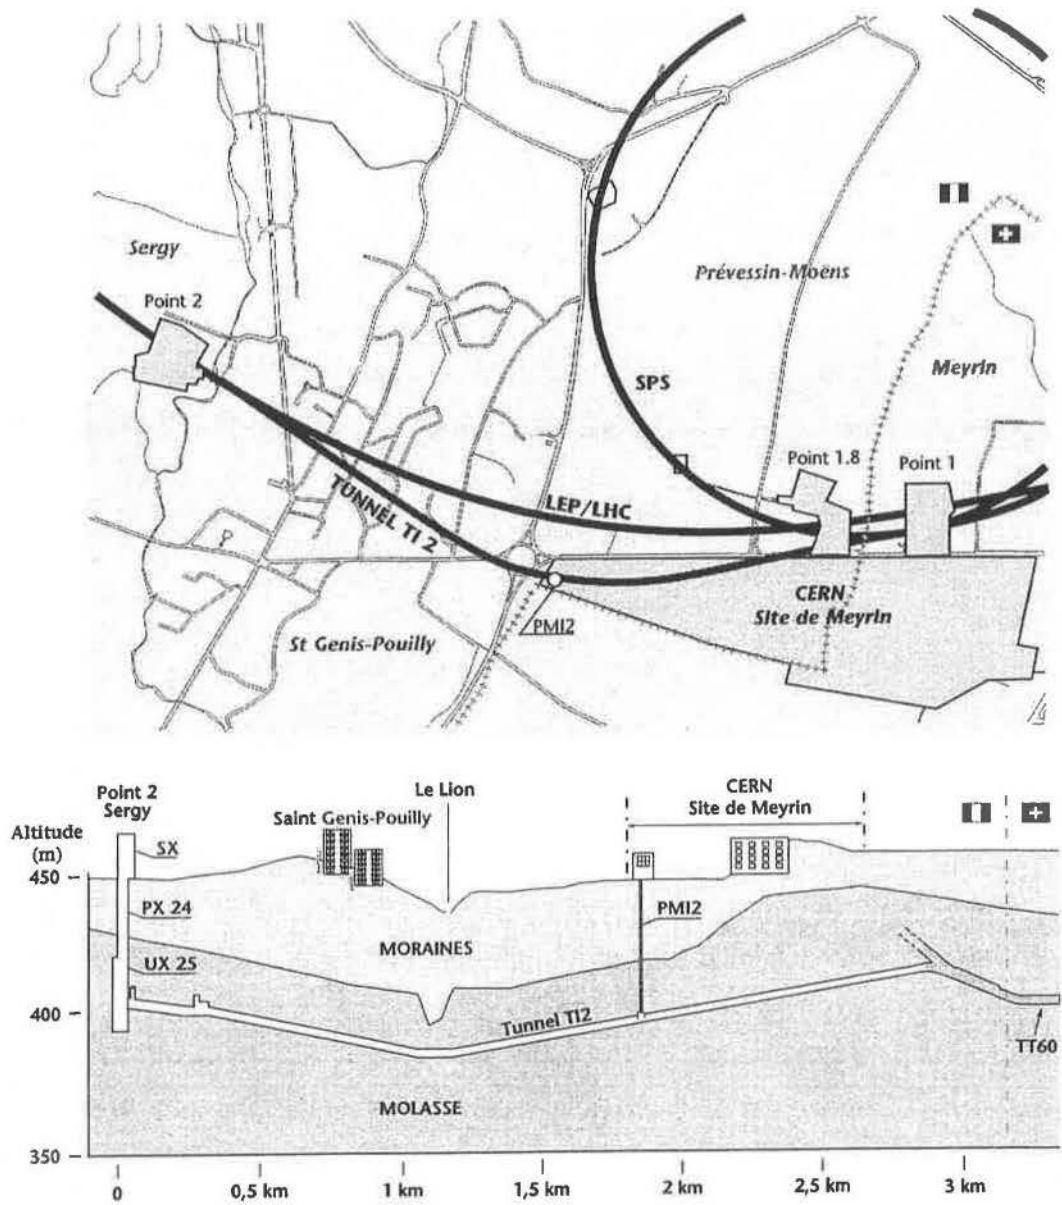 Sergy
Point 2
Prévessin-Moëns
Meyrin
SPS
Point 1.8
Point 1
TUNNEL TI 2
LEP/LHC
CERN
Site de Meyrin
PMI2
St Genis-Pouilly
Point 2
Sergy
Le Lion
CERN
Site de Meyrin
Saint Genis-Pouilly
Altitude
(m)
SX
450
PX 24
PMI2
MORAINES
UX 25
400
Tunnel TI2
TT60
MOLASSE
350
0
0,5 km
1 km
1,5 km
2 km
2,5 km
3 km